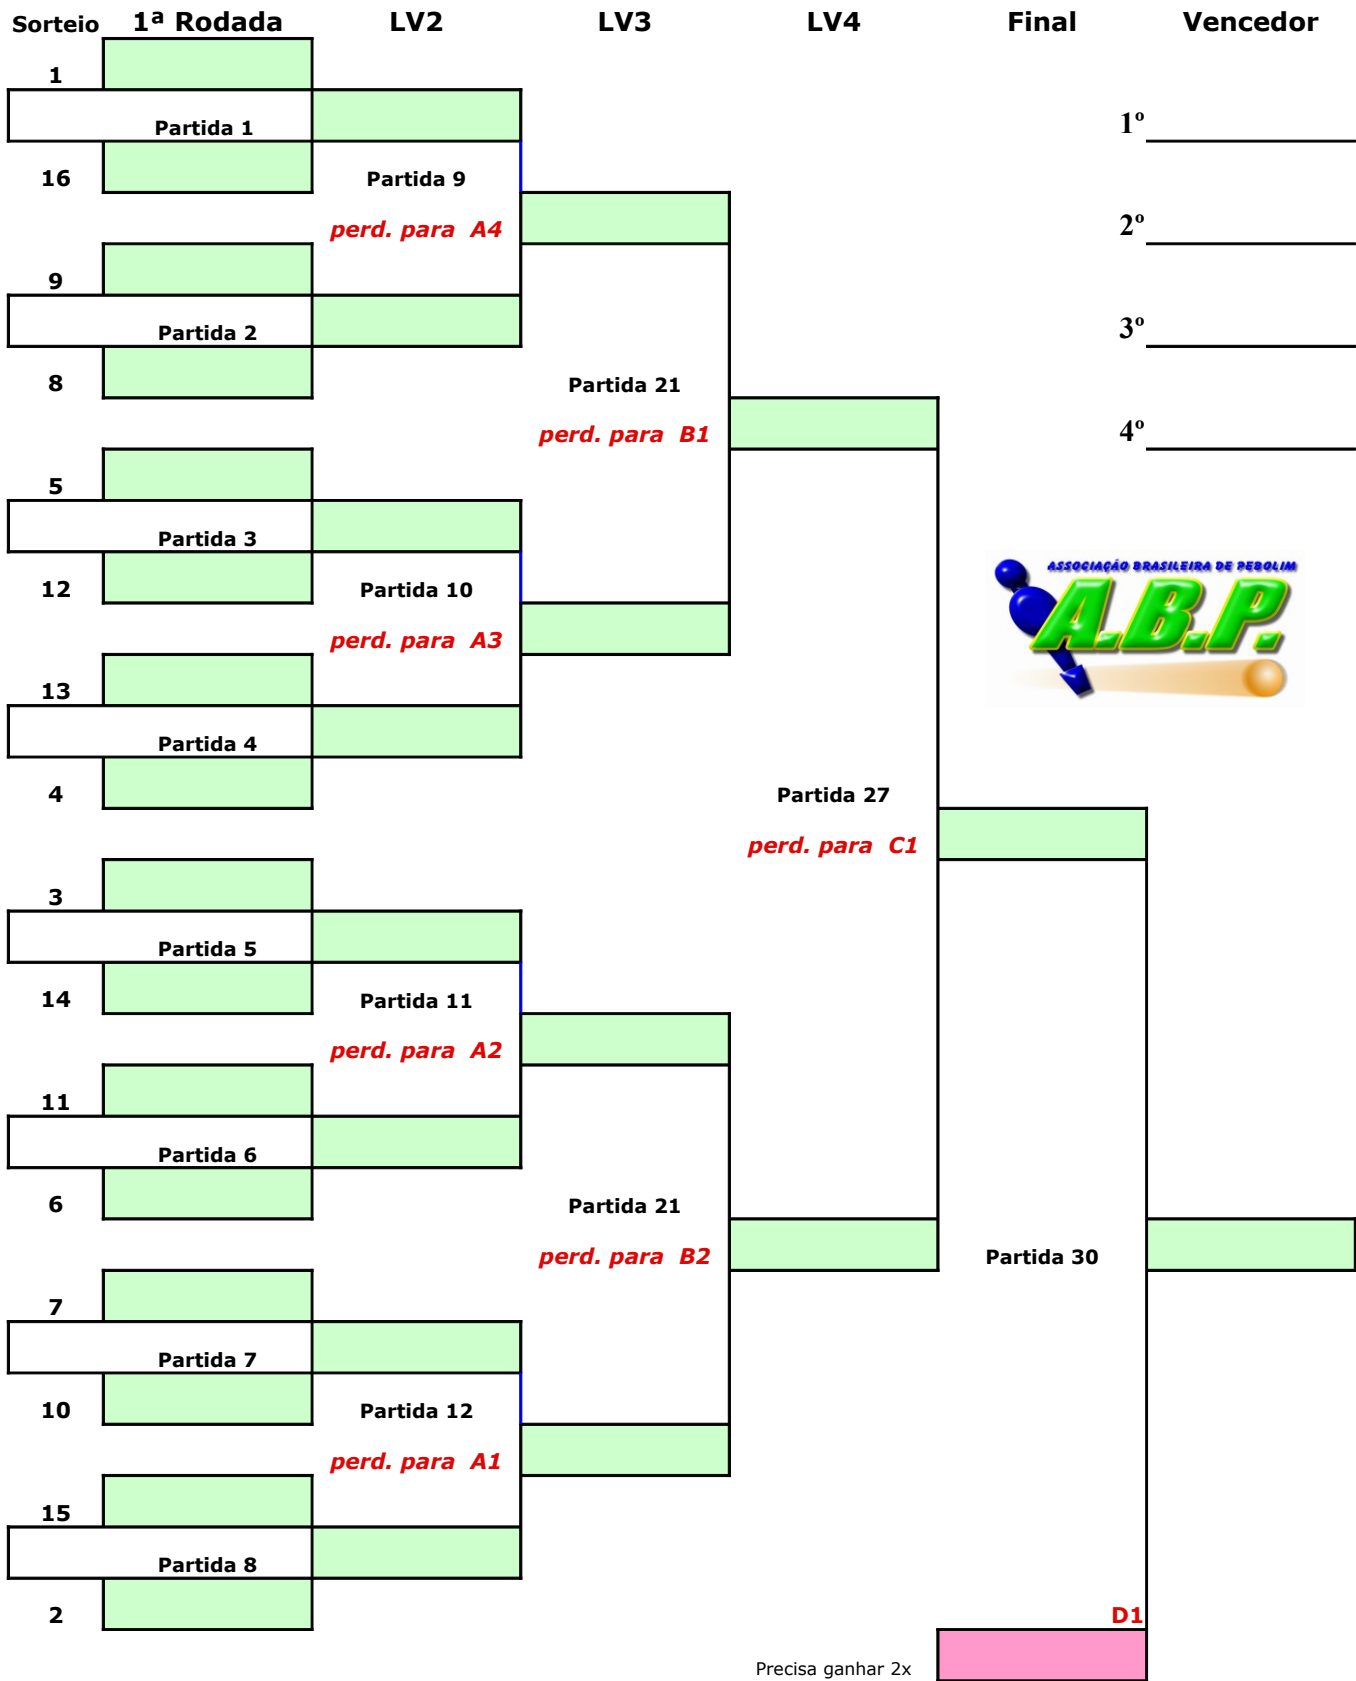 Sorteio 1ª Rodada LV2 LV3 LV4 Final Vencedor
1
Partida 1
1º
16
Partida 9
perd. para A4
2º
9
Partida 2
3º
8
Partida 21
perd. para B1
4º
5
Partida 3
ASSOCIAÇÃO BRASILEIRA DE PEBOLIM
A.B.P.
12
Partida 10
perd. para A3
13
Partida 4
4
Partida 27
perd. para C1
3
Partida 5
14
Partida 11
perd. para A2
11
Partida 6
6
Partida 21
perd. para B2
Partida 30
7
Partida 7
10
Partida 12
perd. para A1
15
Partida 8
2
D1
Precisa ganhar 2x